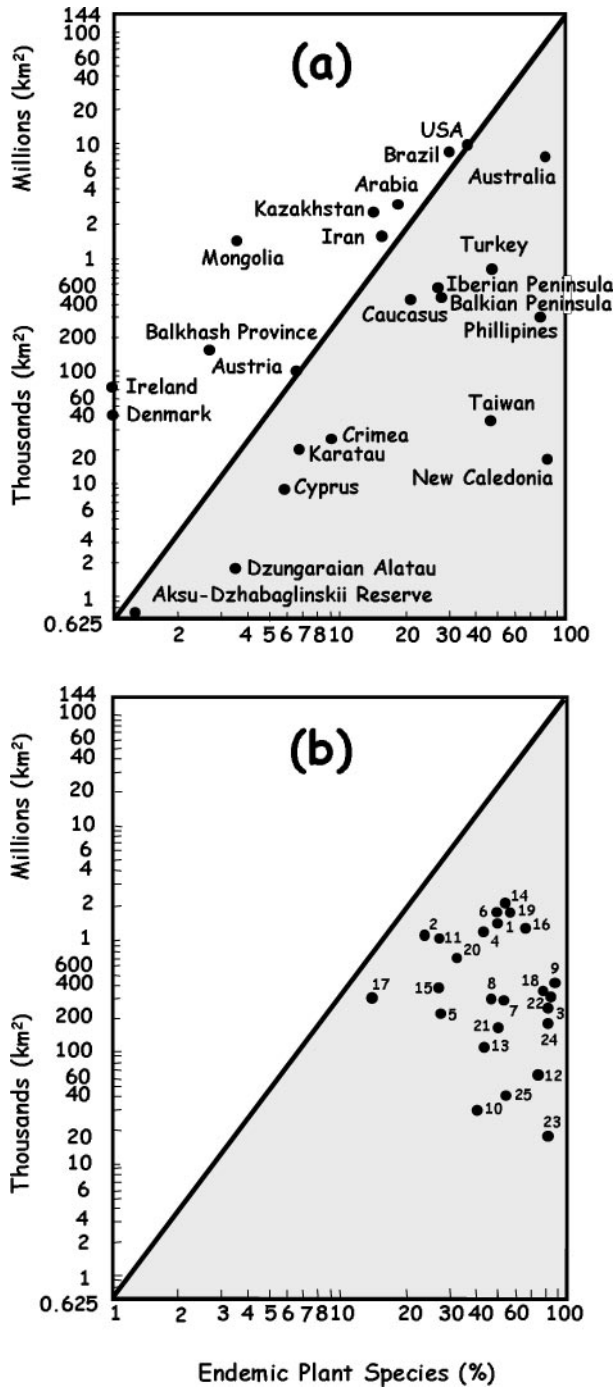 (a)
Millions (km²)
Thousands (km²)
144
100
60
40
20
10
6
4
2
1
600
400
200
100
60
40
20
10
6
4
2
1
0.625
USA
Brazil
Australia
Arabia
Kazakhstan
Iran
Turkey
Mongolia
Iberian Peninsula
Balkian Peninsula
Caucasus
Phillipines
Balkhash Province
Austria
Ireland
Denmark
Taiwan
Crimea
Karatau
New Caledonia
Cyprus
Dzungaraian Alatau
Aksu-Dzhabaglinskii Reserve
2 3 4 5 6 7 8 10 20 30 40 60 100
(b)
Millions (km²)
Thousands (km²)
144
100
60
40
20
10
6
4
2
1
600
400
200
100
60
40
20
10
6
4
2
1
0.625
14
6 19
2 1 16
11 4
20
9
17 15 8 18
5 7 22 3
21 24
13
12
25
10
23
1 2 3 4 5 6 7 8 10 20 30 40 60 100
Endemic Plant Species (%)